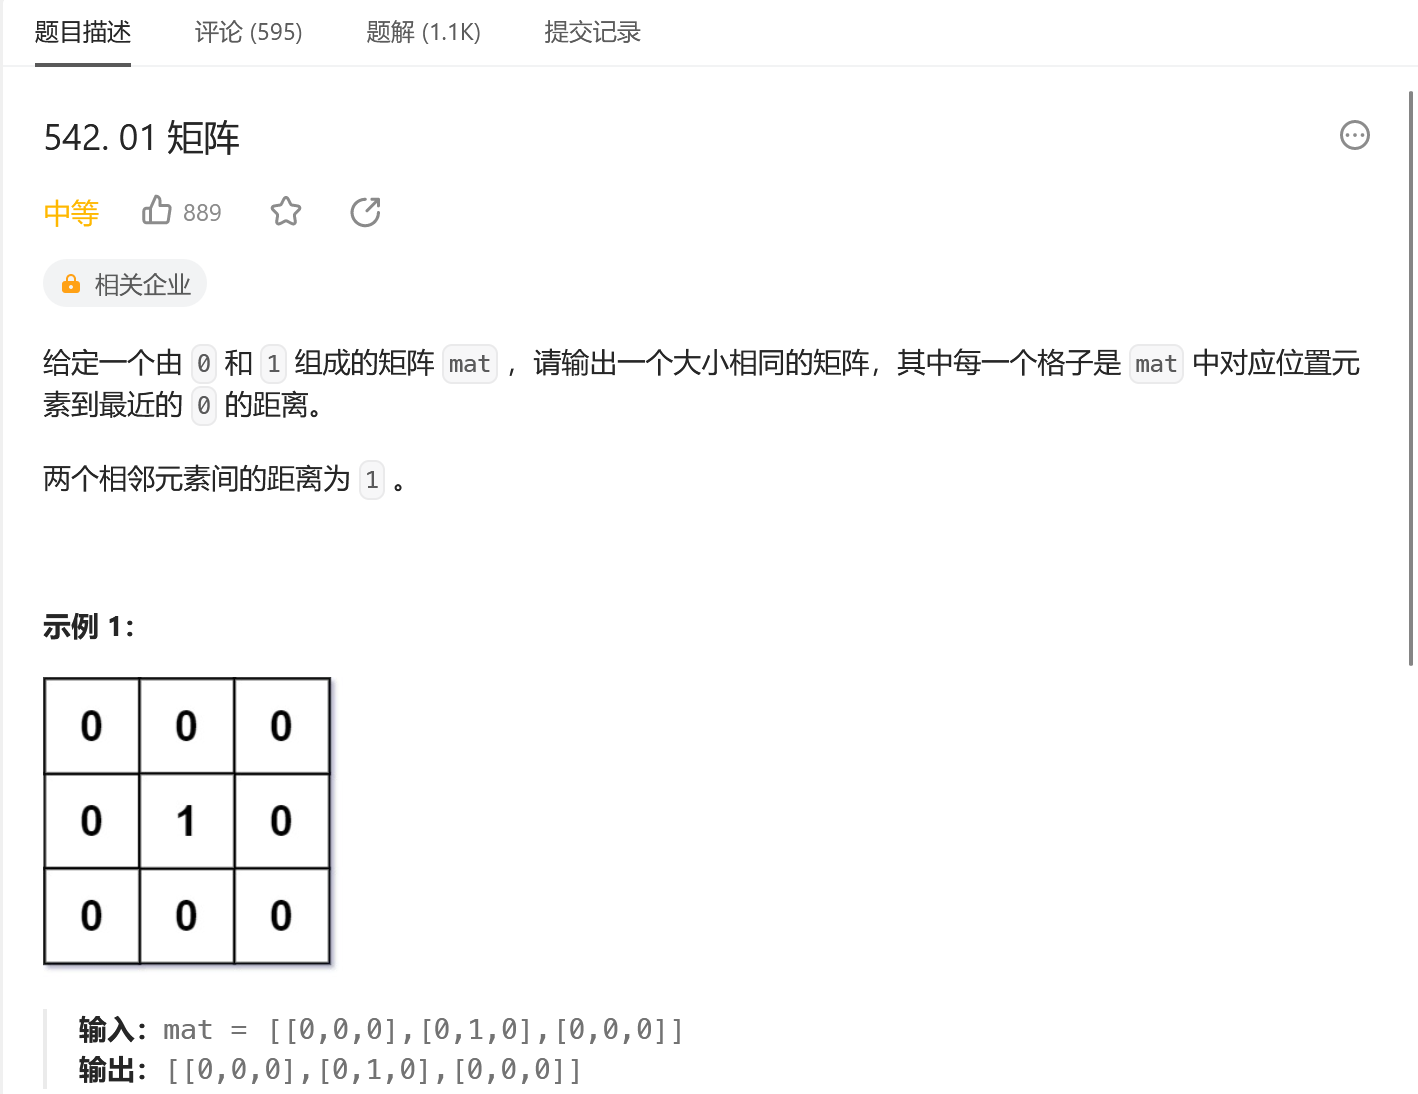 题目描述 评论 (595) 题解 (1.1K) 提交记录
542. 01 矩阵
中等 889
相关企业
给定一个由 0 和 1 组成的矩阵 mat ，请输出一个大小相同的矩阵，其中每一个格子是 mat 中对应位置元
素到最近的 0 的距离。
两个相邻元素间的距离为 1 。
示例 1：
0 0 0
0 1 0
0 0 0
输入：mat = [[0,0,0],[0,1,0],[0,0,0]]
输出：[[0,0,0],[0,1,0],[0,0,0]]